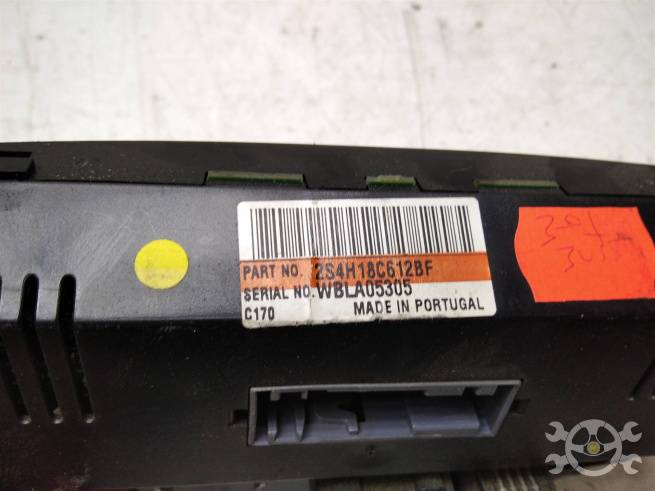 PART NO. 2S4H18C612BF
SERIAL NO. WBLA05305
C170 MADE IN PORTUGAL